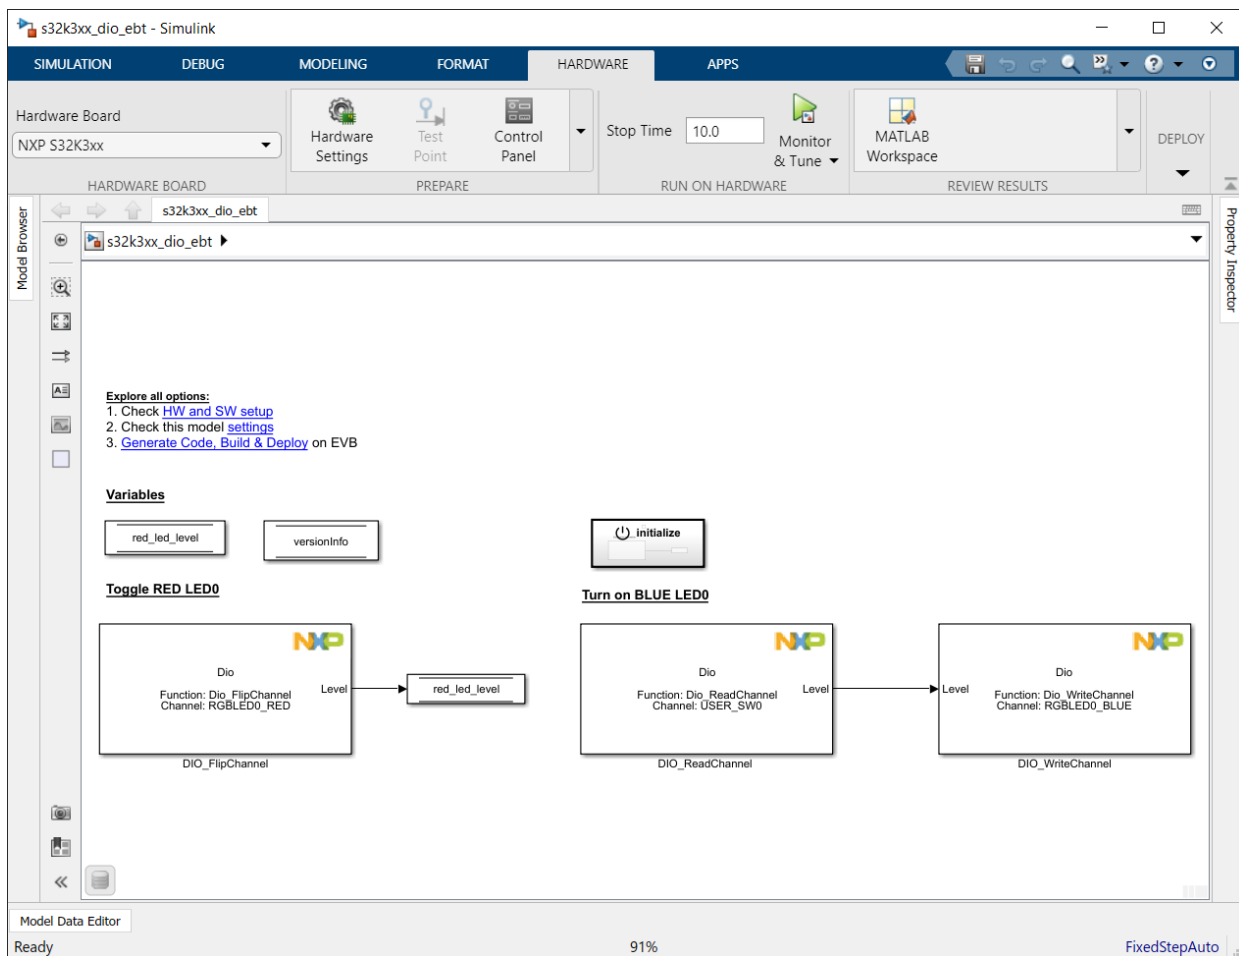 s32k3xx_dio_ebt - Simulink
SIMULATION DEBUG MODELING FORMAT HARDWARE APPS
Hardware Board
NXP S32K3xx
Hardware Settings
Test Point
Control Panel
Stop Time 10.0
Monitor & Tune
MATLAB Workspace
DEPLOY
HARDWARE BOARD PREPARE RUN ON HARDWARE REVIEW RESULTS
Model Browser
s32k3xx_dio_ebt
s32k3xx_dio_ebt
Property Inspector
Explore all options:
1. Check HW and SW setup
2. Check this model settings
3. Generate Code, Build & Deploy on EVB
Variables
red_led_level
versionInfo
initialize
Toggle RED LED0
Turn on BLUE LED0
NXP
Dio
Function: Dio_FlipChannel
Channel: RGBLED0_RED
Level
DIO_FlipChannel
red_led_level
NXP
Dio
Function: Dio_ReadChannel
Channel: USER_SW0
Level
DIO_ReadChannel
NXP
Level
Dio
Function: Dio_WriteChannel
Channel: RGBLED0_BLUE
DIO_WriteChannel
Model Data Editor
Ready 91% FixedStepAuto